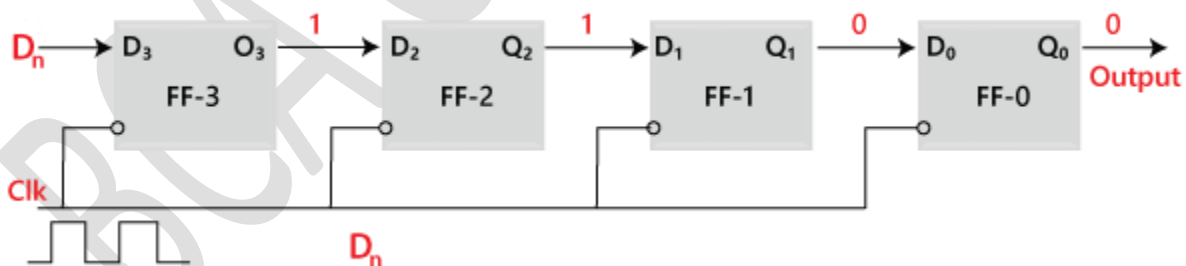 1 1 0 0
Dₙ D₃ O₃ D₂ Q₂ D₁ Q₁ D₀ Q₀
Output
FF-3 FF-2 FF-1 FF-0
Clk
Dₙ